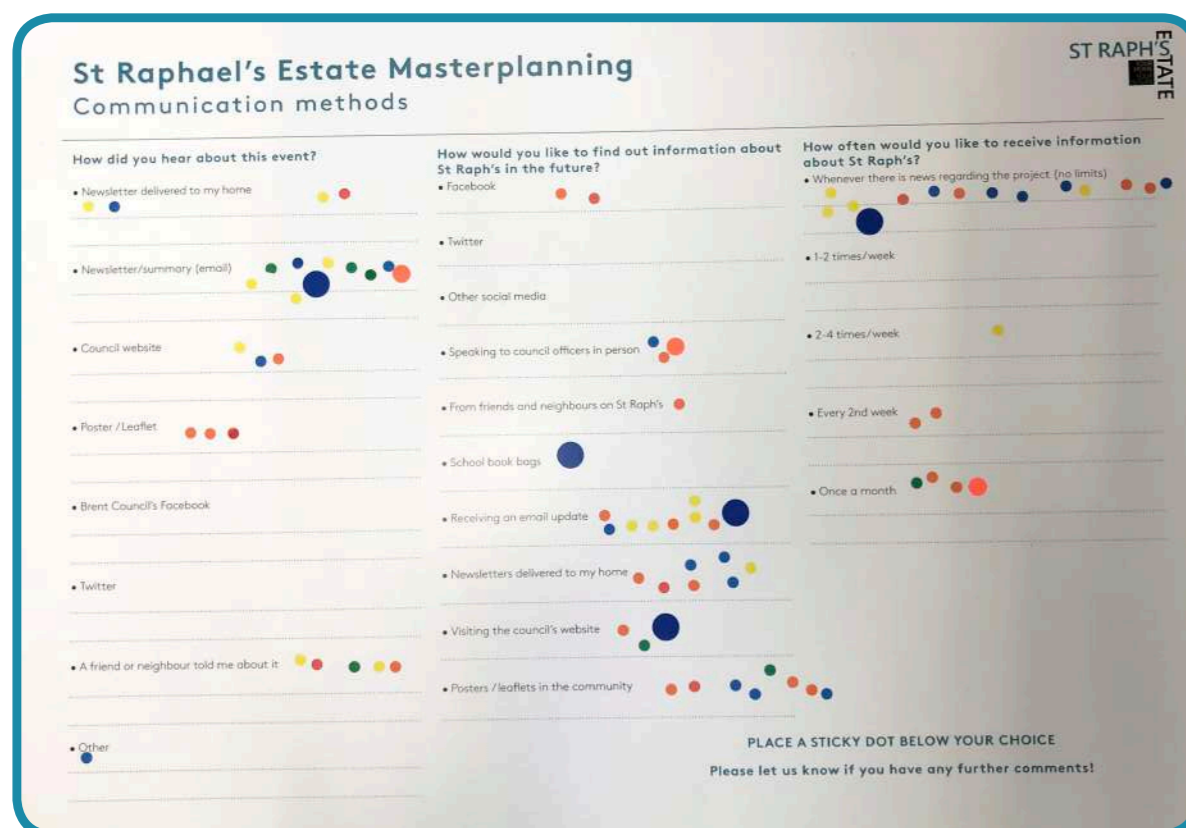 St Raphael's Estate Masterplanning
Communication methods
ST RAPH'S
ESTATE
How did you hear about this event?
• Newsletter delivered to my home
• Newsletter/summary (email)
• Council website
• Poster / Leaflet
• Brent Council's Facebook
• Twitter
• A friend or neighbour told me about it
• Other
How would you like to find out information about
St Raph's in the future?
• Facebook
• Twitter
• Other social media
• Speaking to council officers in person
• From friends and neighbours on St Raph's
• School book bags
• Receiving an email update
• Newsletters delivered to my home
• Visiting the council's website
• Posters / leaflets in the community
How often would you like to receive information
about St Raph's?
• Whenever there is news regarding the project (no limits)
• 1-2 times/week
• 2-4 times/week
• Every 2nd week
• Once a month
PLACE A STICKY DOT BELOW YOUR CHOICE
Please let us know if you have any further comments!